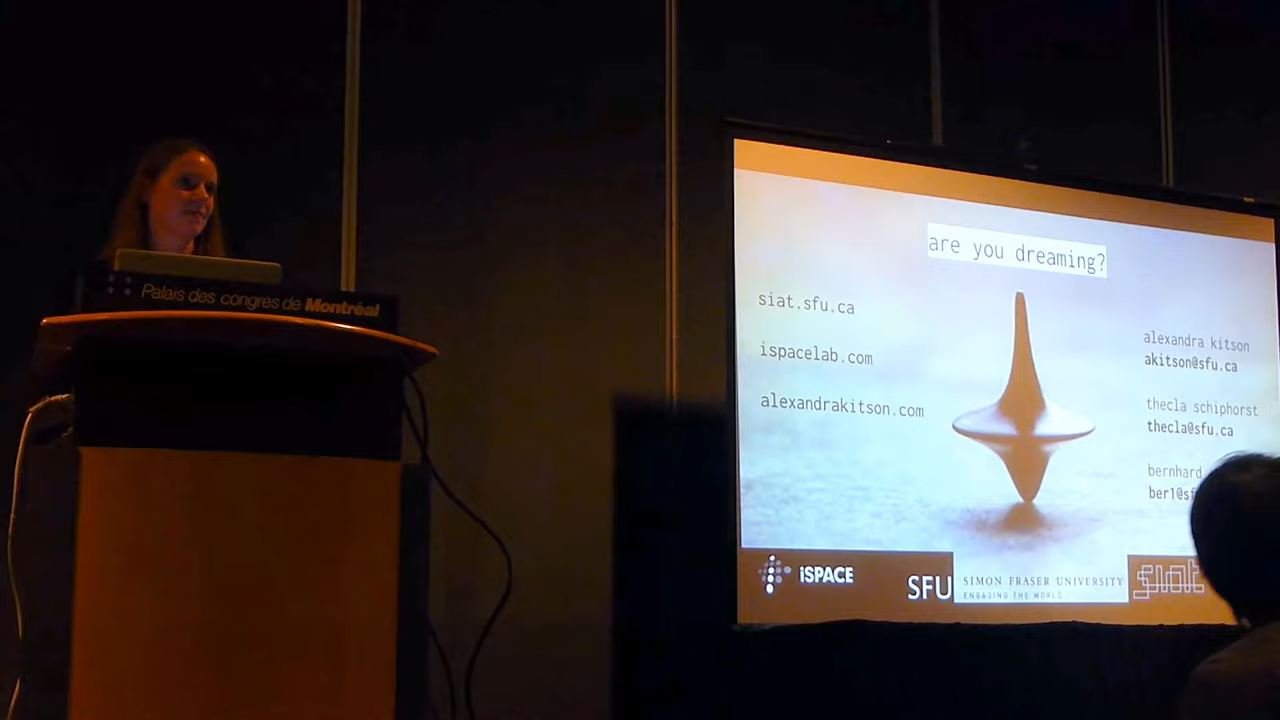 Palais des congrès de Montréal
are you dreaming?
siat.sfu.ca
ispacelab.com
alexandrakitson.com
alexandra kitson
akitson@sfu.ca
thecla schiphorst
thecla@sfu.ca
bernhard
iSPACE
SFU
SIMON FRASER UNIVERSITY
ENGAGING THE WORLD
siat